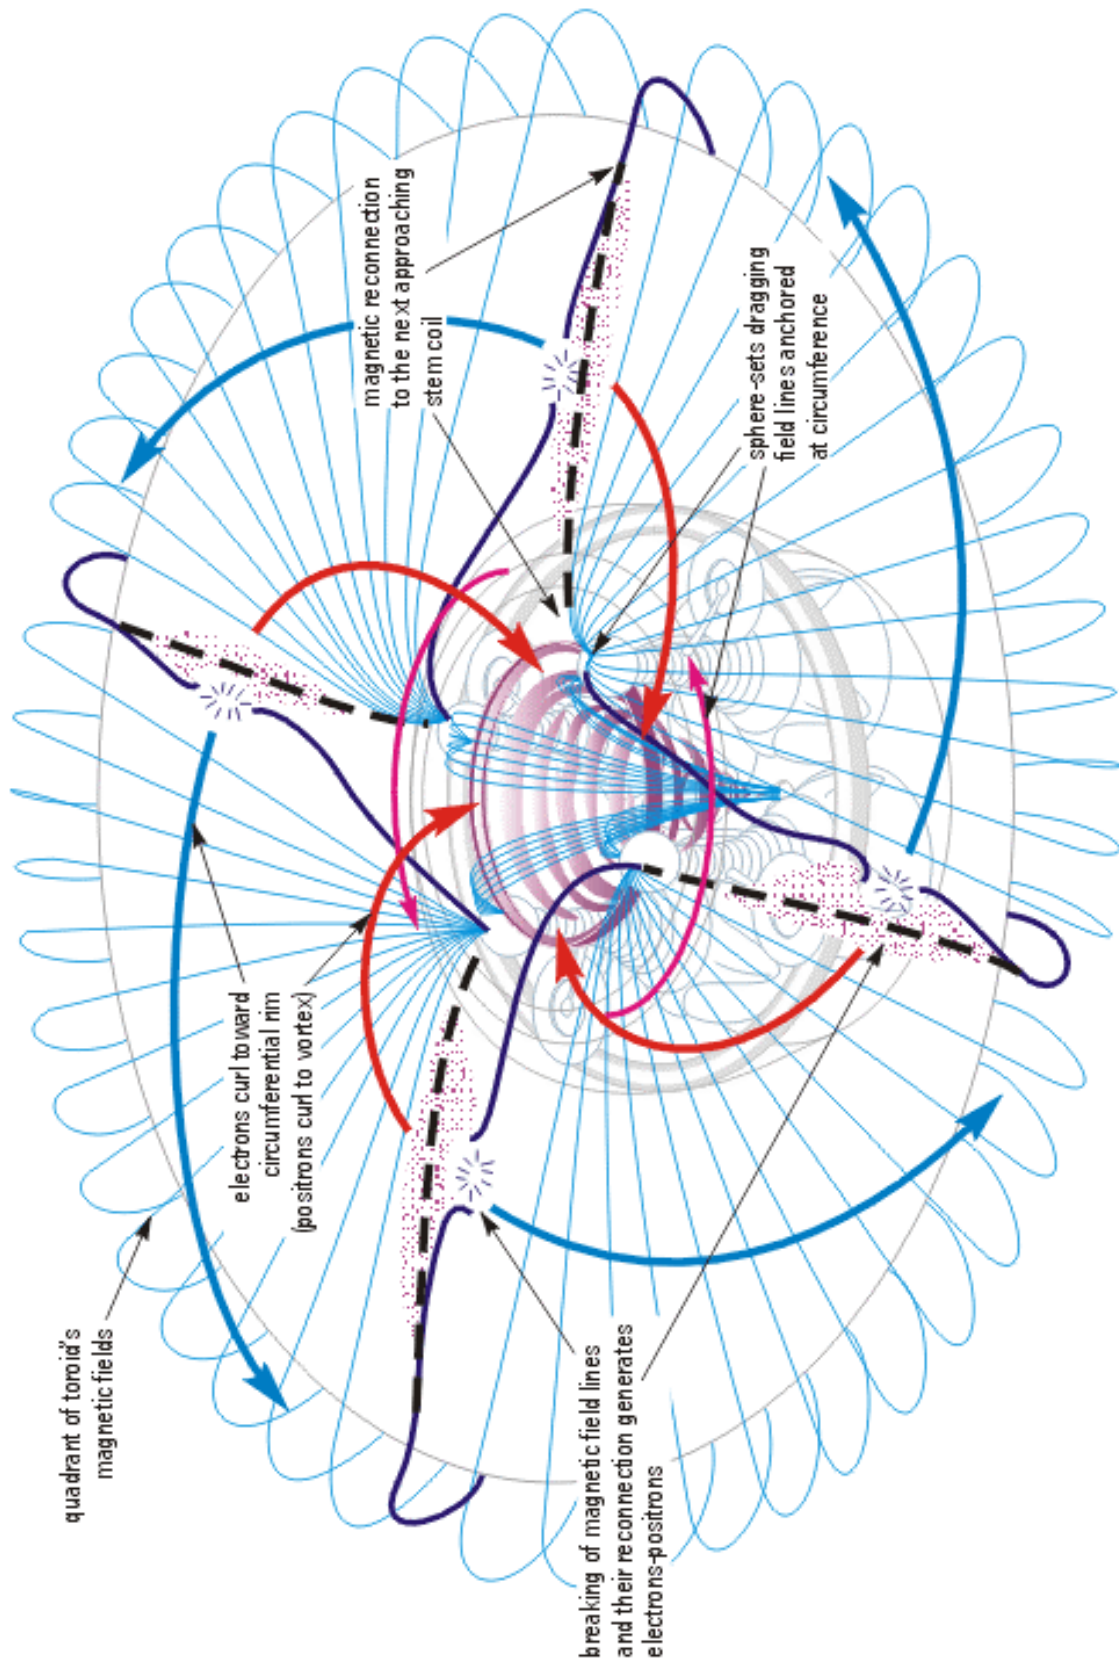 quadrant of toroid's
magnetic fields
electrons curl toward
circumferential rim
(positrons curl to vortex)
magnetic reconnection
to the next approaching
stem coil
breaking of magnetic field lines
and their reconnection generates
electrons-positrons
sphere-sets dragging
field lines anchored
at circumference